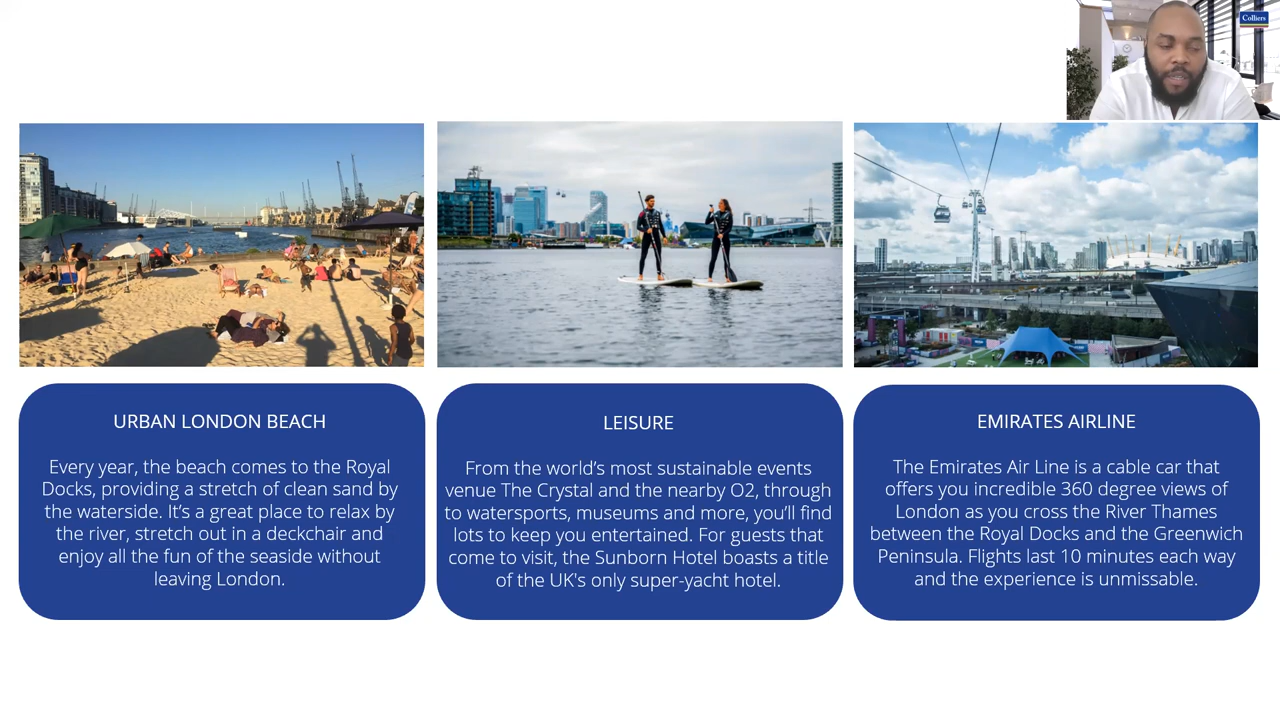 Colliers
URBAN LONDON BEACH
Every year, the beach comes to the Royal
Docks, providing a stretch of clean sand by
the waterside. It’s a great place to relax by
the river, stretch out in a deckchair and
enjoy all the fun of the seaside without
leaving London.
LEISURE
From the world’s most sustainable events
venue The Crystal and the nearby O2, through
to watersports, museums and more, you’ll find
lots to keep you entertained. For guests that
come to visit, the Sunborn Hotel boasts a title
of the UK's only super-yacht hotel.
EMIRATES AIRLINE
The Emirates Air Line is a cable car that
offers you incredible 360 degree views of
London as you cross the River Thames
between the Royal Docks and the Greenwich
Peninsula. Flights last 10 minutes each way
and the experience is unmissable.